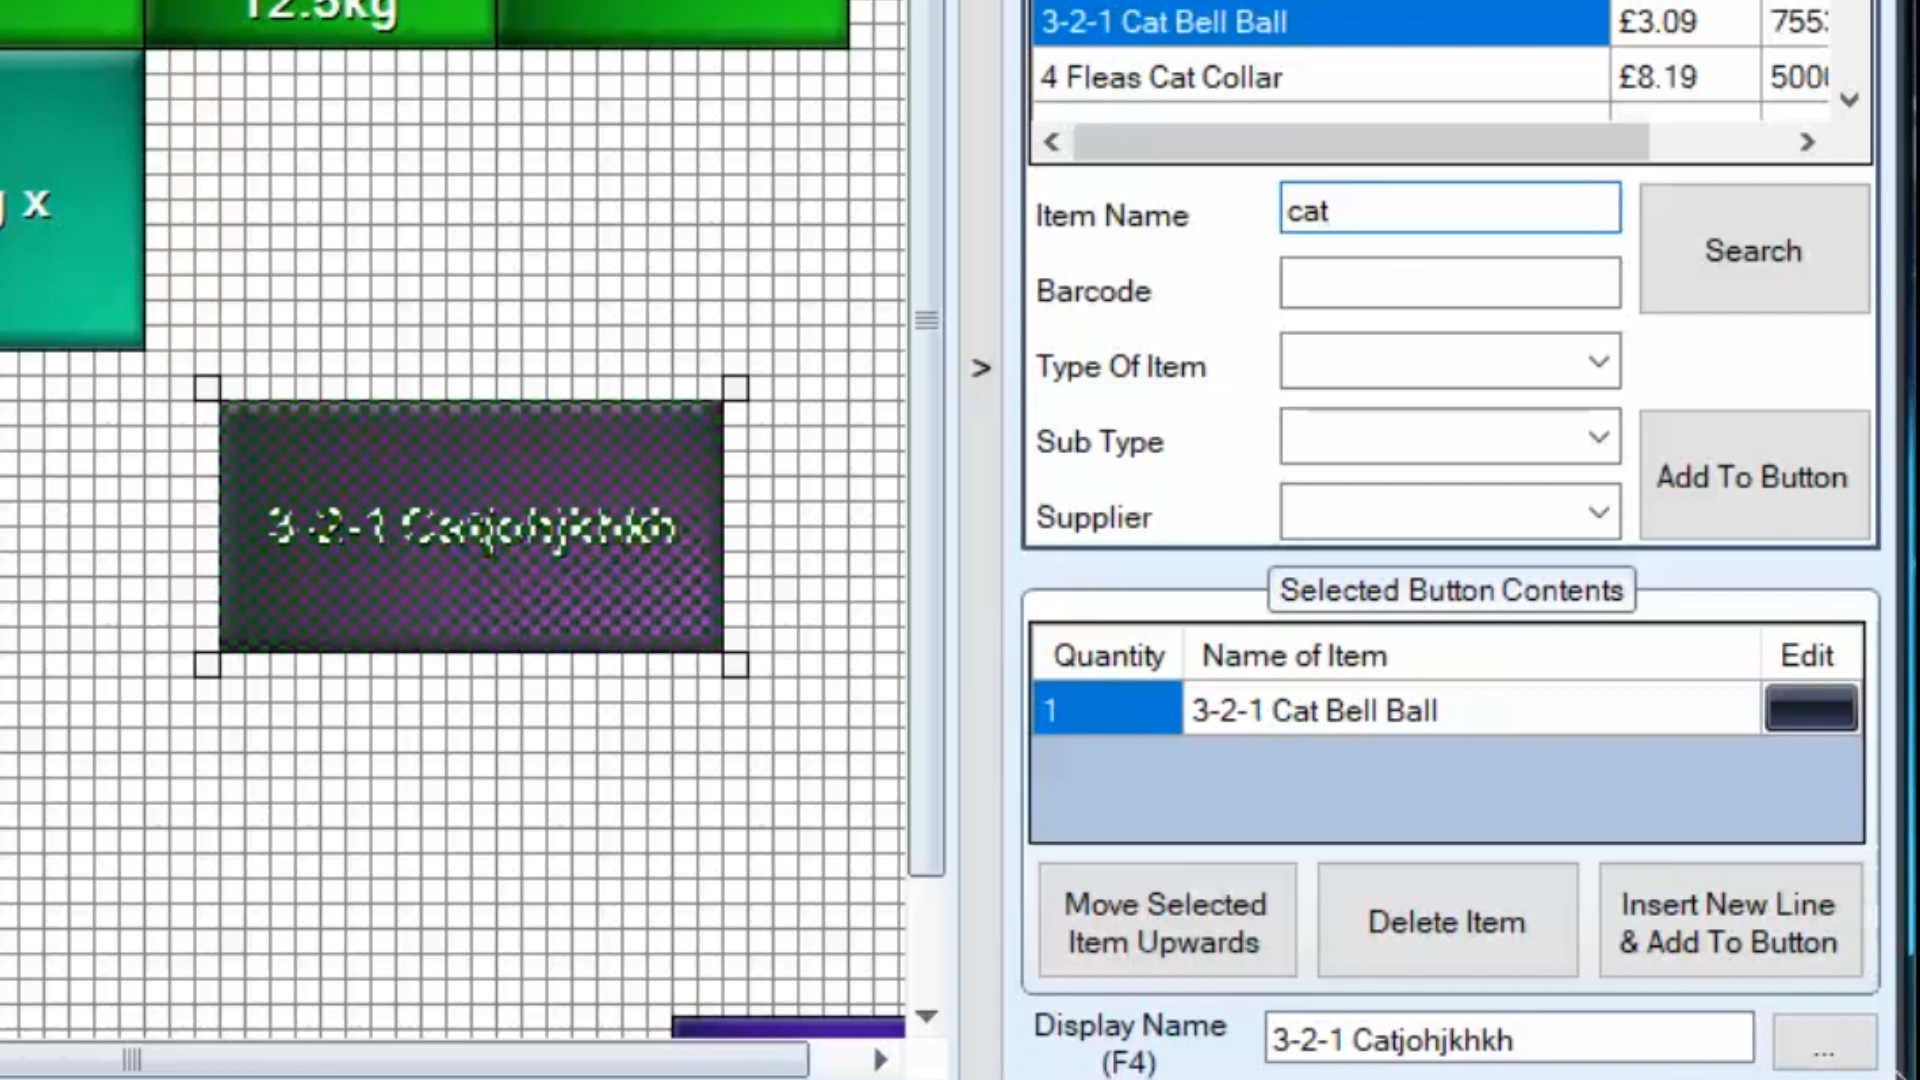 12.5kg
x
3-2-1 Catjohjkhkh
>
3-2-1 Cat Bell Ball £3.09
4 Fleas Cat Collar £8.19
Item Name cat
Search
Barcode
Type Of Item
Sub Type
Add To Button
Supplier
Selected Button Contents
Quantity Name of Item Edit
1 3-2-1 Cat Bell Ball
Move Selected
Item Upwards
Delete Item
Insert New Line
& Add To Button
Display Name
(F4)
3-2-1 Catjohjkhkh
...